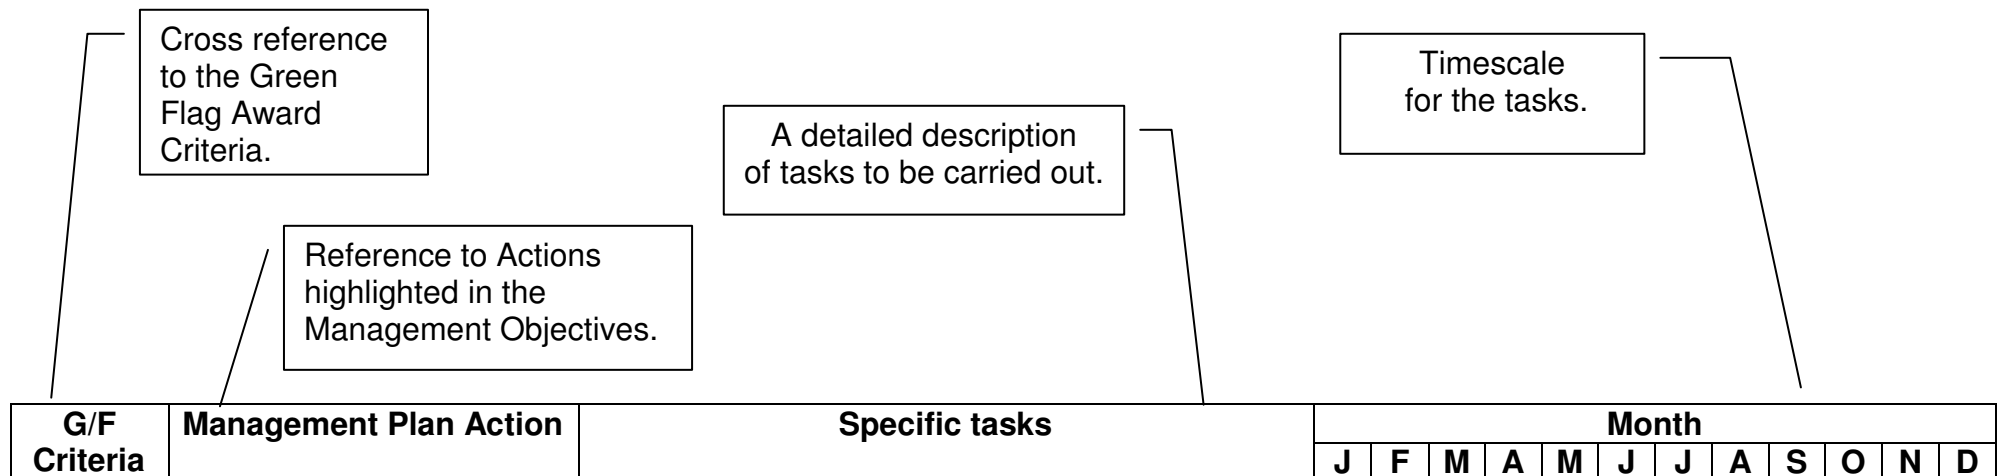 Cross reference
to the Green
Flag Award
Criteria.
Timescale
for the tasks.
A detailed description
of tasks to be carried out.
Reference to Actions
highlighted in the
Management Objectives.
G/F
Criteria
Management Plan Action
Specific tasks
Month
J F M A M J J A S O N D